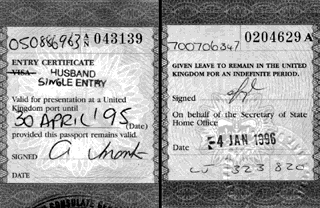 050886963 A/N 043139
ENTRY CERTIFICATE
VISA HUSBAND
SINGLE ENTRY
Valid for presentation at a United
Kingdom port until
30 APRIL '95 (Date)
provided this passport remains valid.
SIGNED
DATE
0204629 A
700706347
GIVEN LEAVE TO REMAIN IN THE UNITED
KINGDOM FOR AN INDEFINITE PERIOD.
Signed
On behalf of the Secretary of State
Home Office
Date -4 JAN 1996
323 820